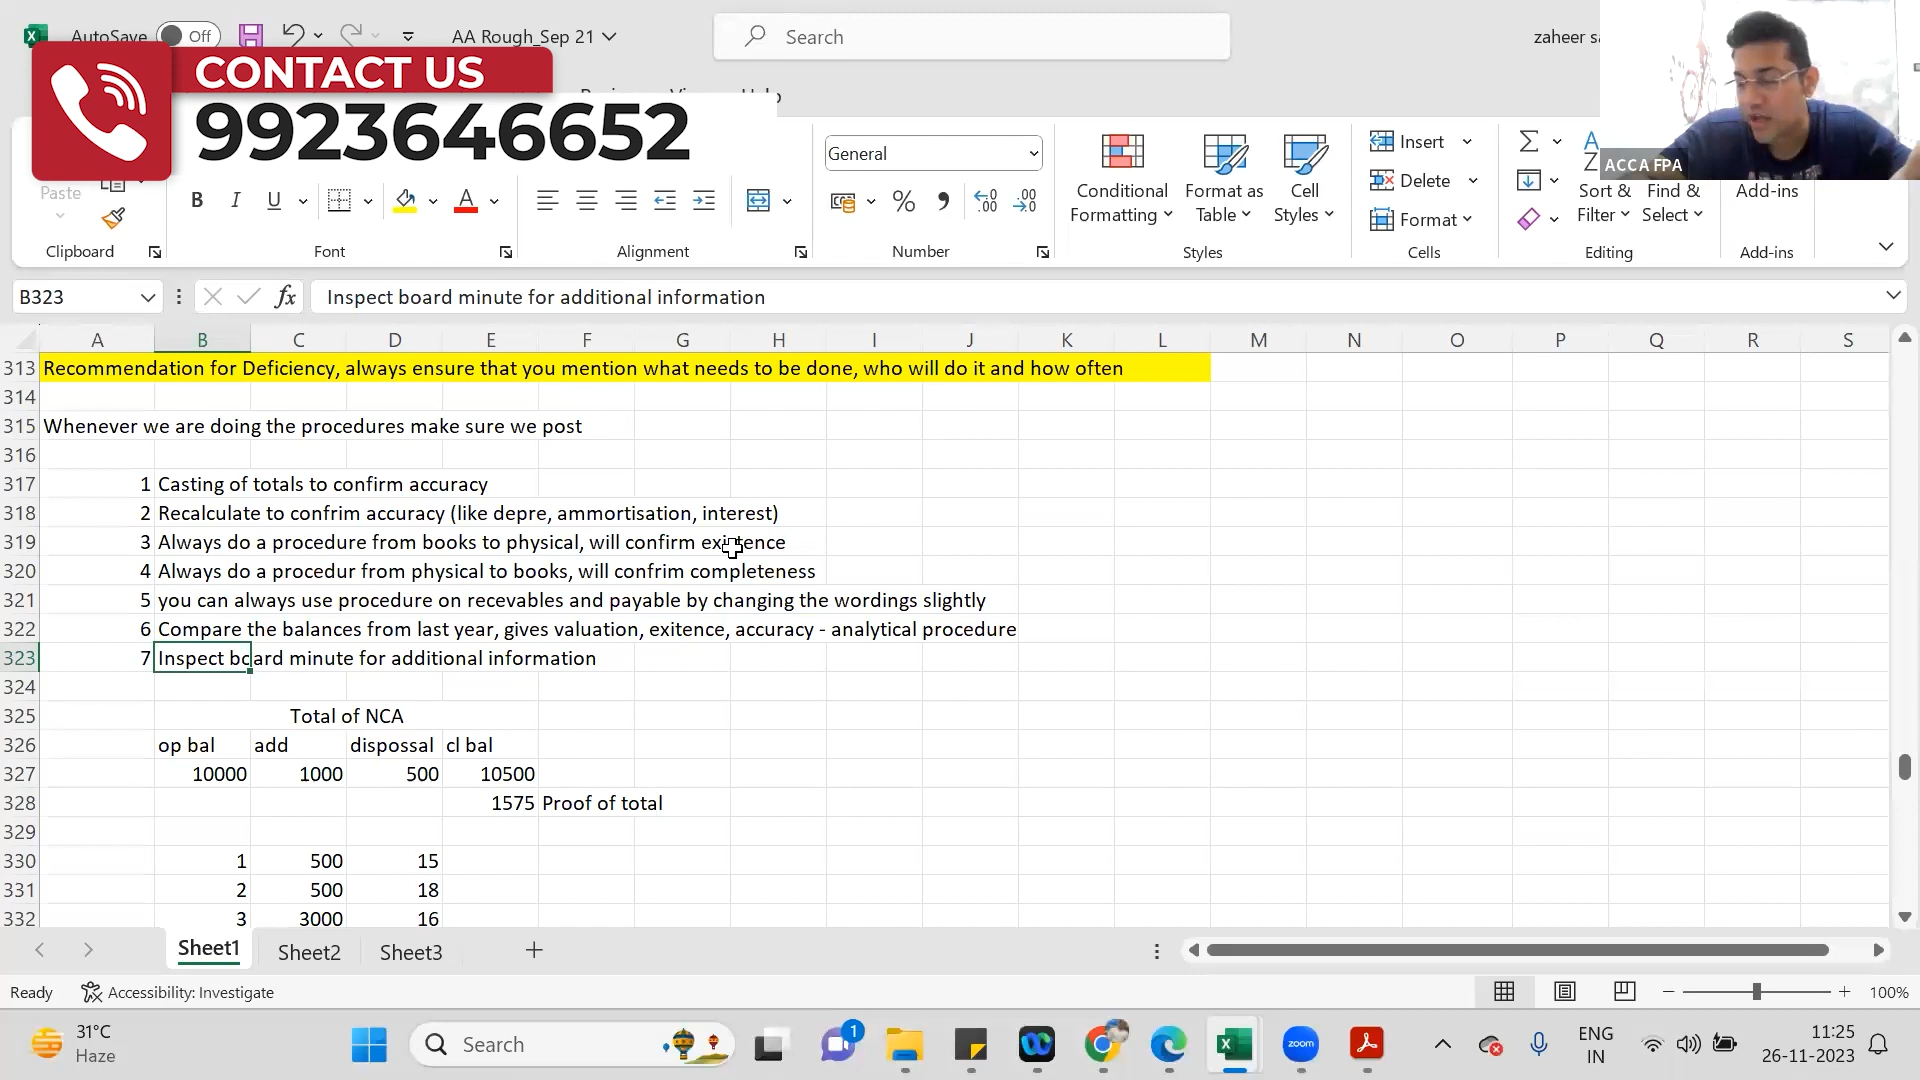 AutoSave Off
AA Rough_Sep 21
Search
zaheer sa
CONTACT US
9923646652
Help
ACCA FPA
Paste
Clipboard
B I U
A
Font
Alignment
General
%
Number
Conditional
Formatting
Format as
Table
Cell
Styles
Styles
Insert
Delete
Format
Cells
Sort &
Filter
Find &
Select
Editing
Add-ins
Add-ins
B323
fx
Inspect board minute for additional information
A B C D E F G H I J K L M N O P Q R S
313 Recommendation for Deficiency, always ensure that you mention what needs to be done, who will do it and how often
314
315 Whenever we are doing the procedures make sure we post
316
317 1 Casting of totals to confirm accuracy
318 2 Recalculate to confrim accuracy (like depre, ammortisation, interest)
319 3 Always do a procedure from books to physical, will confirm
320 4 Always do a procedur from physical to books, will confrim completeness
321 5 you can always use procedure on recevables and payable by changing the wordings slightly
322 6 Compare the balances from last year, gives valuation, exitence, accuracy - analytical procedure
323 7 Inspect board minute for additional information
324
325 Total of NCA
326 op bal add dispossal cl bal
327 10000 1000 500 10500
328 1575 Proof of total
329
330 1 500 15
331 2 500 18
332 3 3000 16
Sheet1 Sheet2 Sheet3
Ready Accessibility: Investigate
100%
31°C
Haze
Search
1
zoom
ENG
IN
11:25
26-11-2023